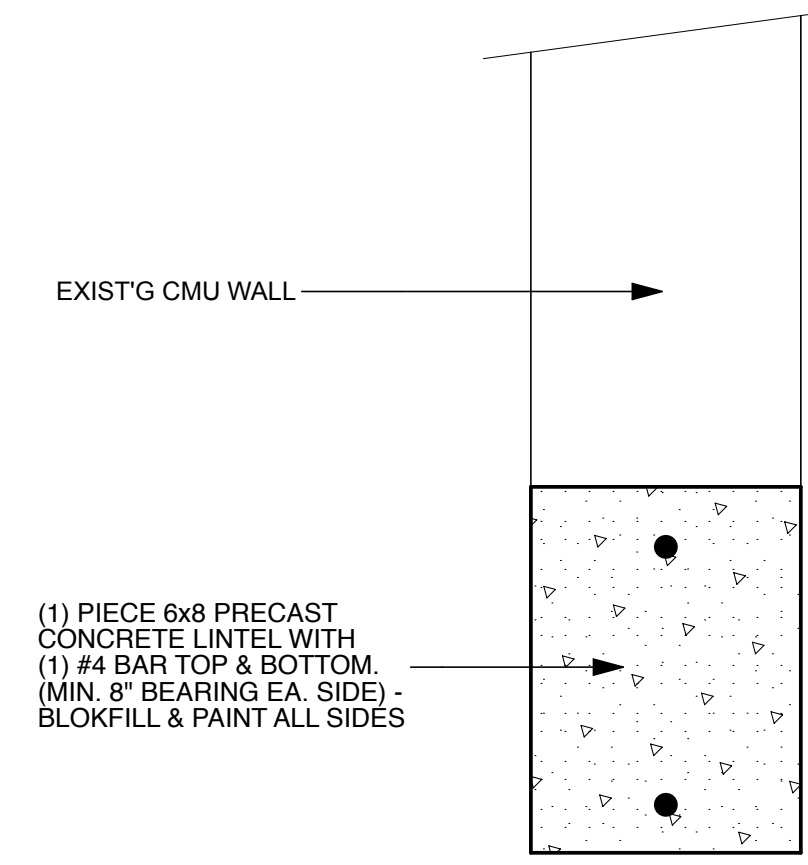 EXIST'G CMU WALL
(1) PIECE 6x8 PRECAST
CONCRETE LINTEL WITH
(1) #4 BAR TOP & BOTTOM.
(MIN. 8" BEARING EA. SIDE) -
BLOKFILL & PAINT ALL SIDES